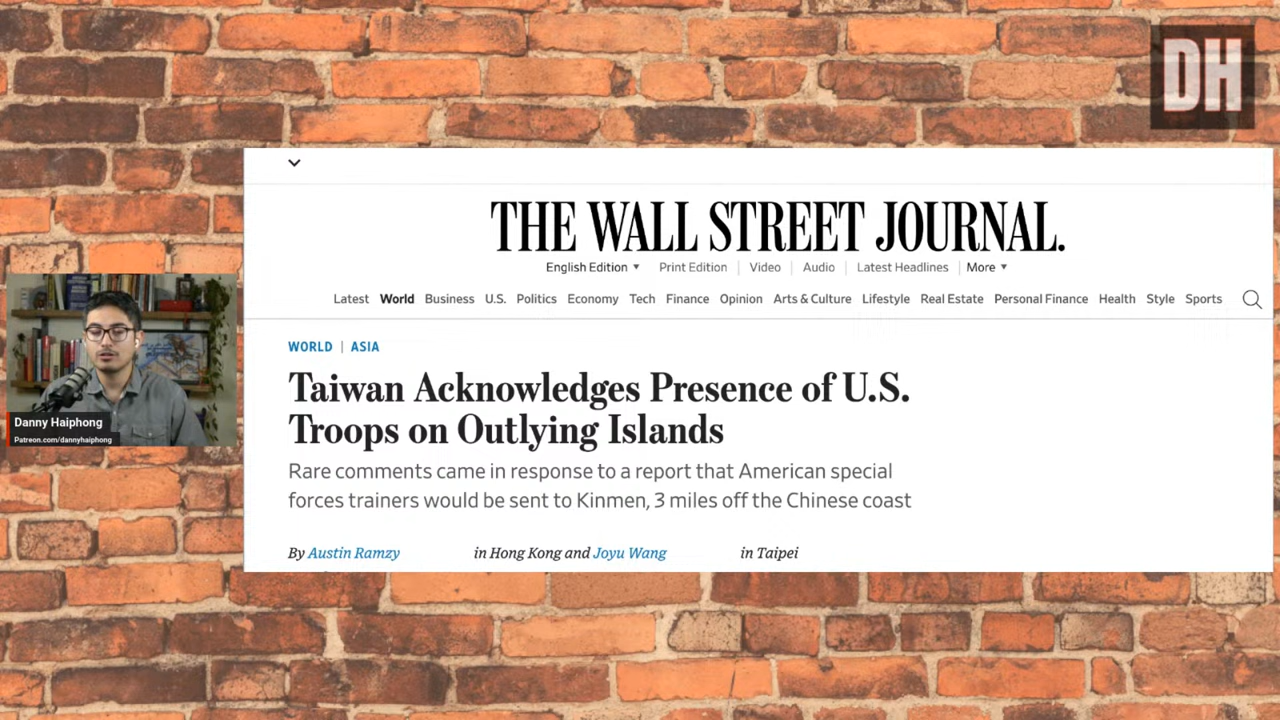 DH
THE WALL STREET JOURNAL.
English Edition
Print Edition
Video
Audio
Latest Headlines
More
Latest
World
Business
U.S.
Politics
Economy
Tech
Finance
Opinion
Arts & Culture
Lifestyle
Real Estate
Personal Finance
Health
Style
Sports
WORLD | ASIA
Taiwan Acknowledges Presence of U.S.
Troops on Outlying Islands
Rare comments came in response to a report that American special
forces trainers would be sent to Kinmen, 3 miles off the Chinese coast
By Austin Ramzy in Hong Kong and Joyu Wang in Taipei
Danny Haiphong
Patreon.com/dannyhaiphong